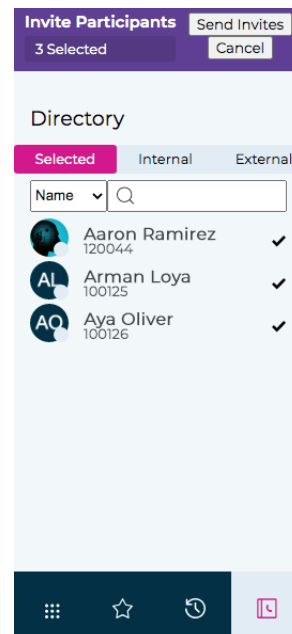 Invite Participants Send Invites
3 Selected Cancel
Directory
Selected Internal External
Name
Aaron Ramirez
120044
AL Arman Loya
100125
AO Aya Oliver
100126